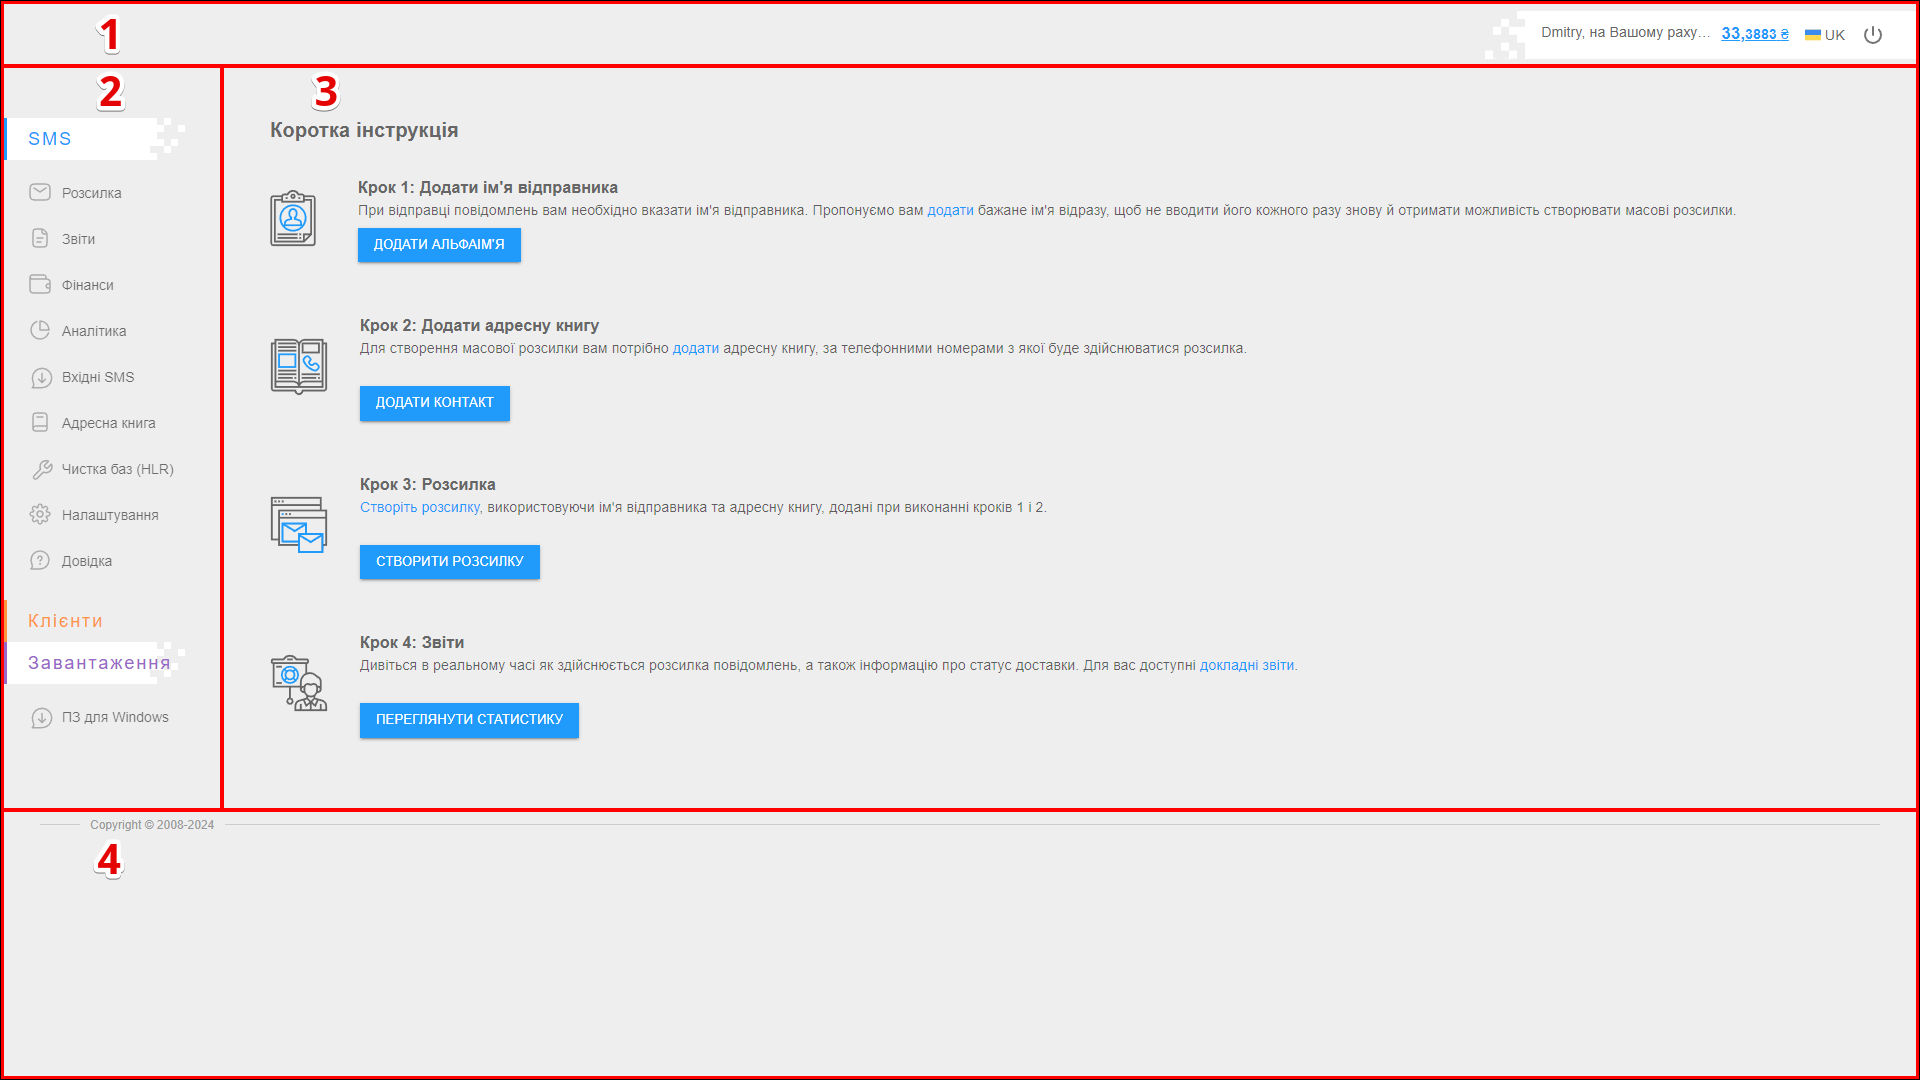 1
Dmitry, на Вашому раху... 33,3883 ₴ UK
2
SMS
Розсилка
Звіти
Фінанси
Аналітика
Вхідні SMS
Адресна книга
Чистка баз (HLR)
Налаштування
Довідка
Клієнти
Завантаження
ПЗ для Windows
3
Коротка інструкція
Крок 1: Додати ім'я відправника
При відправці повідомлень вам необхідно вказати ім'я відправника. Пропонуємо вам додати бажане ім'я відразу, щоб не вводити його кожного разу знову й отримати можливість створювати масові розсилки.
ДОДАТИ АЛЬФАІМ'Я
Крок 2: Додати адресну книгу
Для створення масової розсилки вам потрібно додати адресну книгу, за телефонними номерами з якої буде здійснюватися розсилка.
ДОДАТИ КОНТАКТ
Крок 3: Розсилка
Створіть розсилку, використовуючи ім'я відправника та адресну книгу, додані при виконанні кроків 1 і 2.
СТВОРИТИ РОЗСИЛКУ
Крок 4: Звіти
Дивіться в реальному часі як здійснюється розсилка повідомлень, а також інформацію про статус доставки. Для вас доступні докладні звіти.
ПЕРЕГЛЯНУТИ СТАТИСТИКУ
Copyright © 2008-2024
4